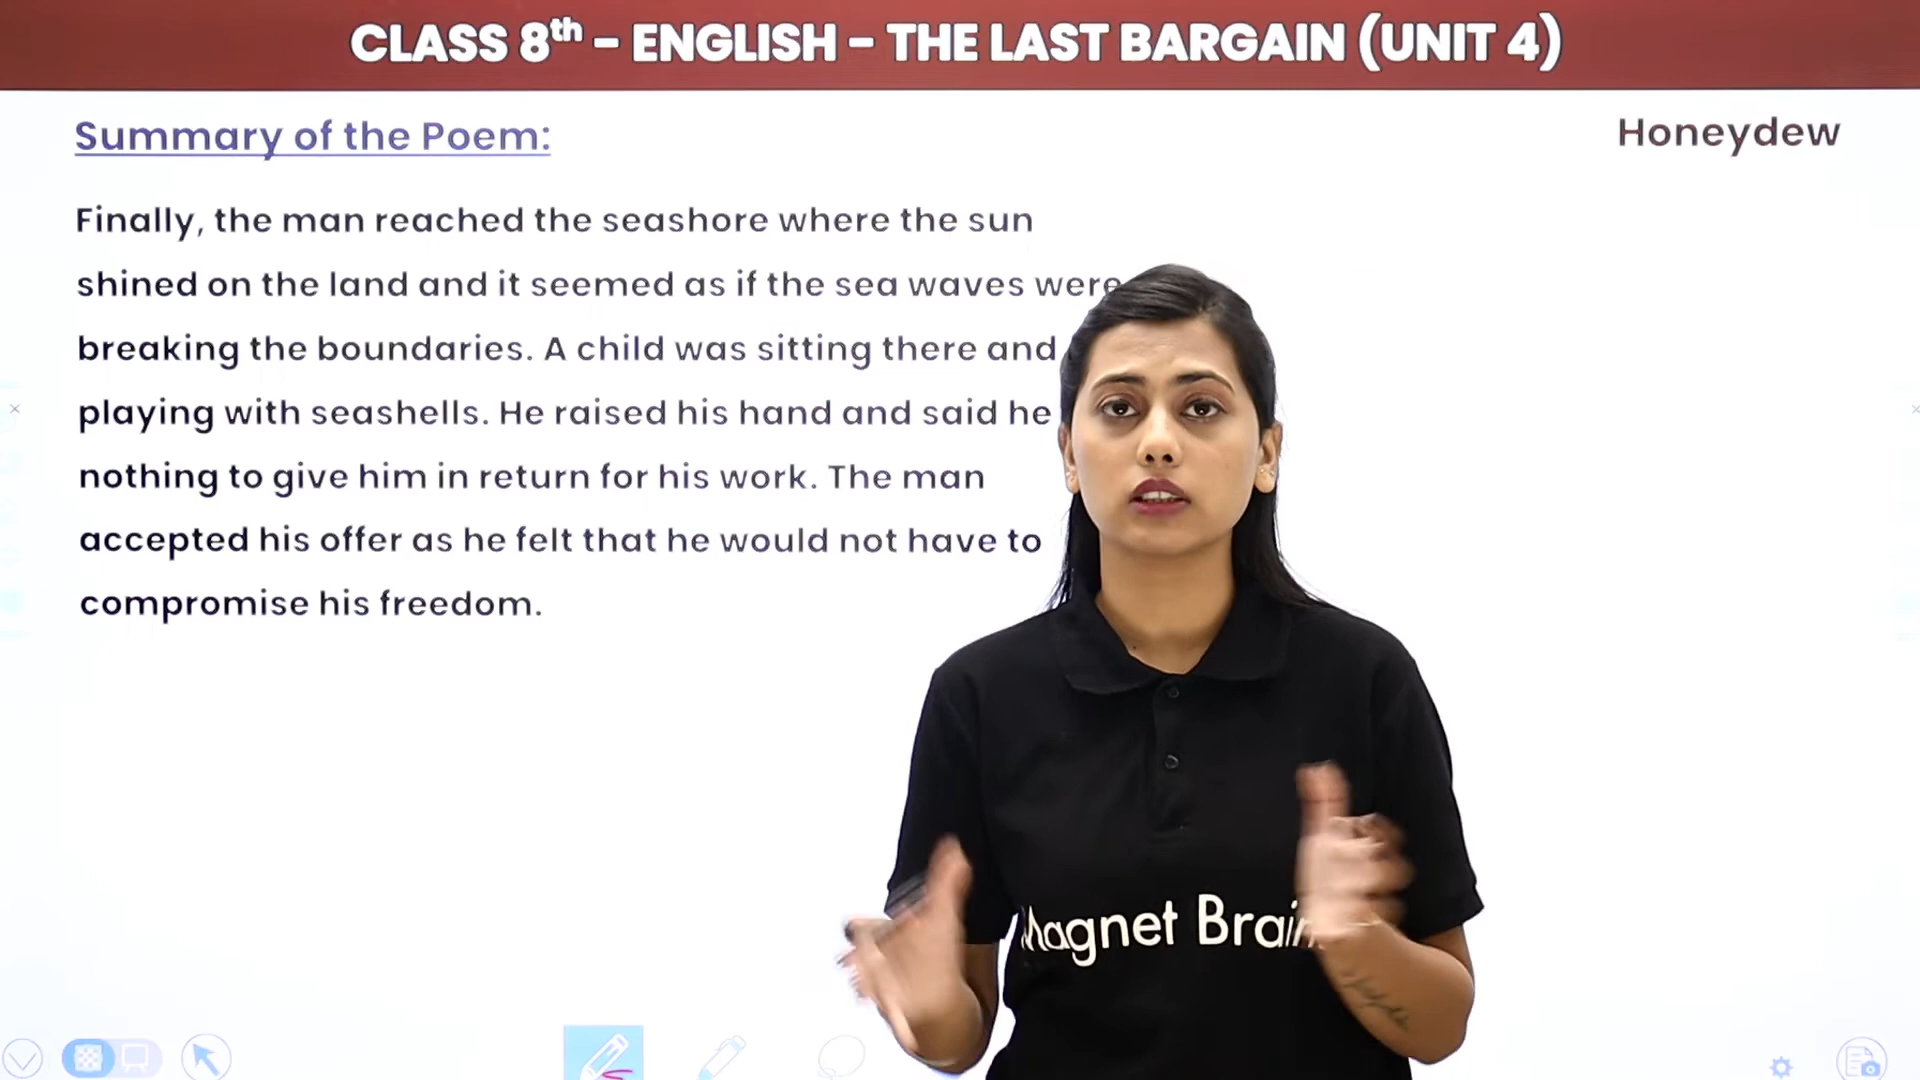 CLASS 8th – ENGLISH – THE LAST BARGAIN (UNIT 4)
Summary of the Poem:
Honeydew
Finally, the man reached the seashore where the sun
shined on the land and it seemed as if the sea waves were
breaking the boundaries. A child was sitting there and
playing with seashells. He raised his hand and said he
nothing to give him in return for his work. The man
accepted his offer as he felt that he would not have to
compromise his freedom.
Magnet Brain